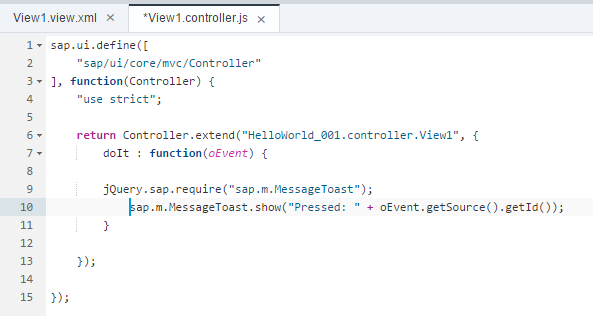 View1.view.xml × *View1.controller.js ×
1 sap.ui.define([
2 "sap/ui/core/mvc/Controller"
3 ], function(Controller) {
4 "use strict";
5
6 return Controller.extend("HelloWorld_001.controller.View1", {
7 doIt : function(oEvent) {
8
9 jQuery.sap.require("sap.m.MessageToast");
10 sap.m.MessageToast.show("Pressed: " + oEvent.getSource().getId());
11 }
12
13 });
14
15 });